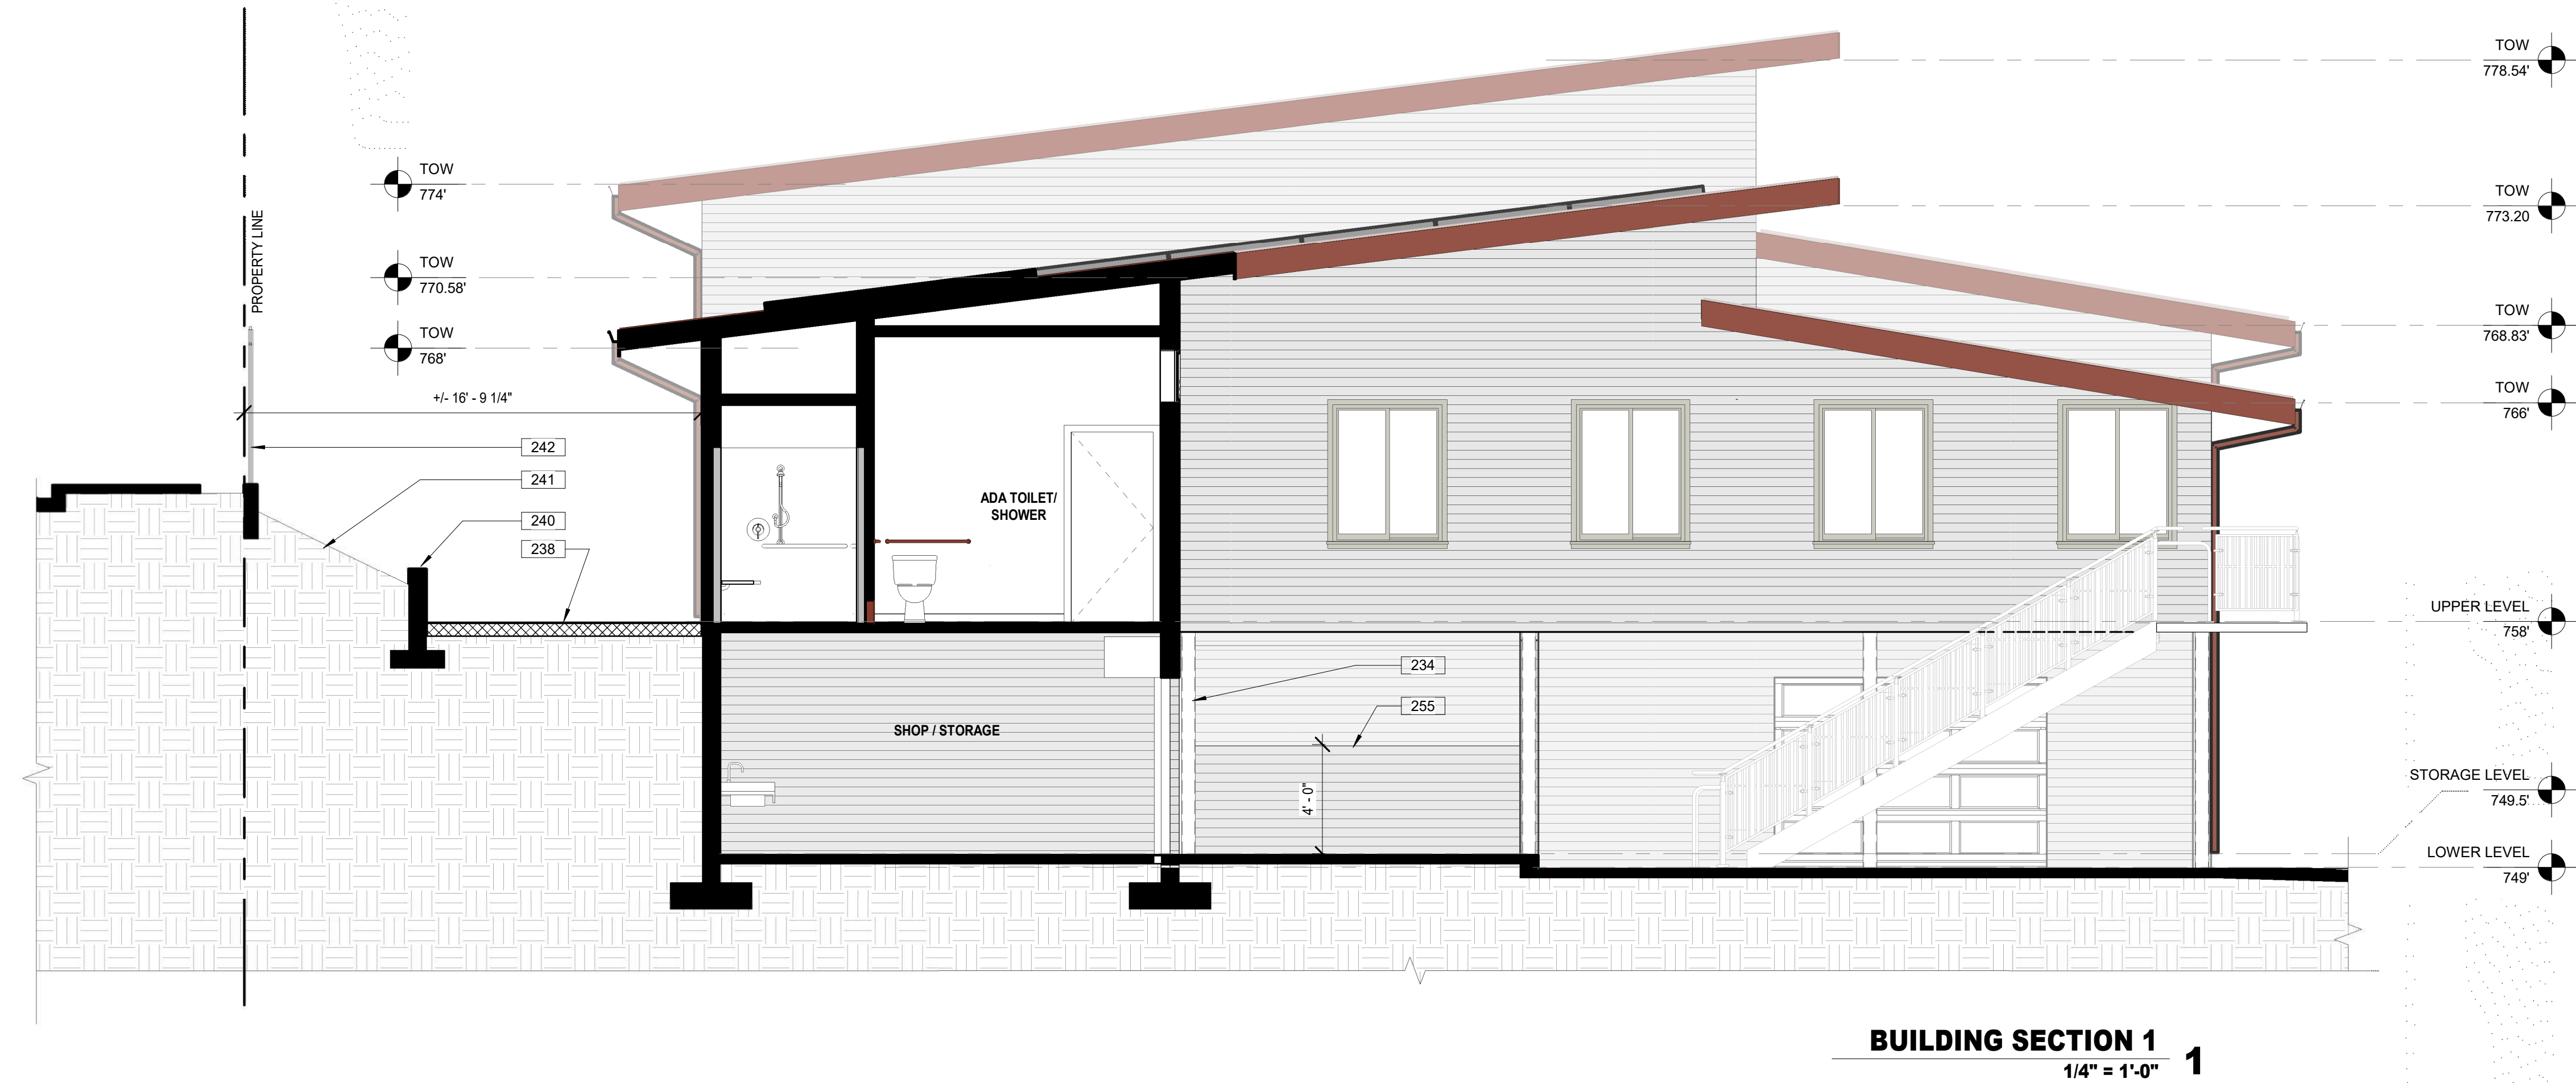 TOW
778.54'
TOW
774'
TOW
773.20
PROPERTY LINE
TOW
770.58'
TOW
768.83'
TOW
768'
TOW
766'
+/- 16' - 9 1/4"
242
241
240
238
ADA TOILET/
SHOWER
UPPER LEVEL
758'
234
255
SHOP / STORAGE
4' - 0"
STORAGE LEVEL
749.5'
LOWER LEVEL
749'
BUILDING SECTION 1
1
1/4" = 1'-0"